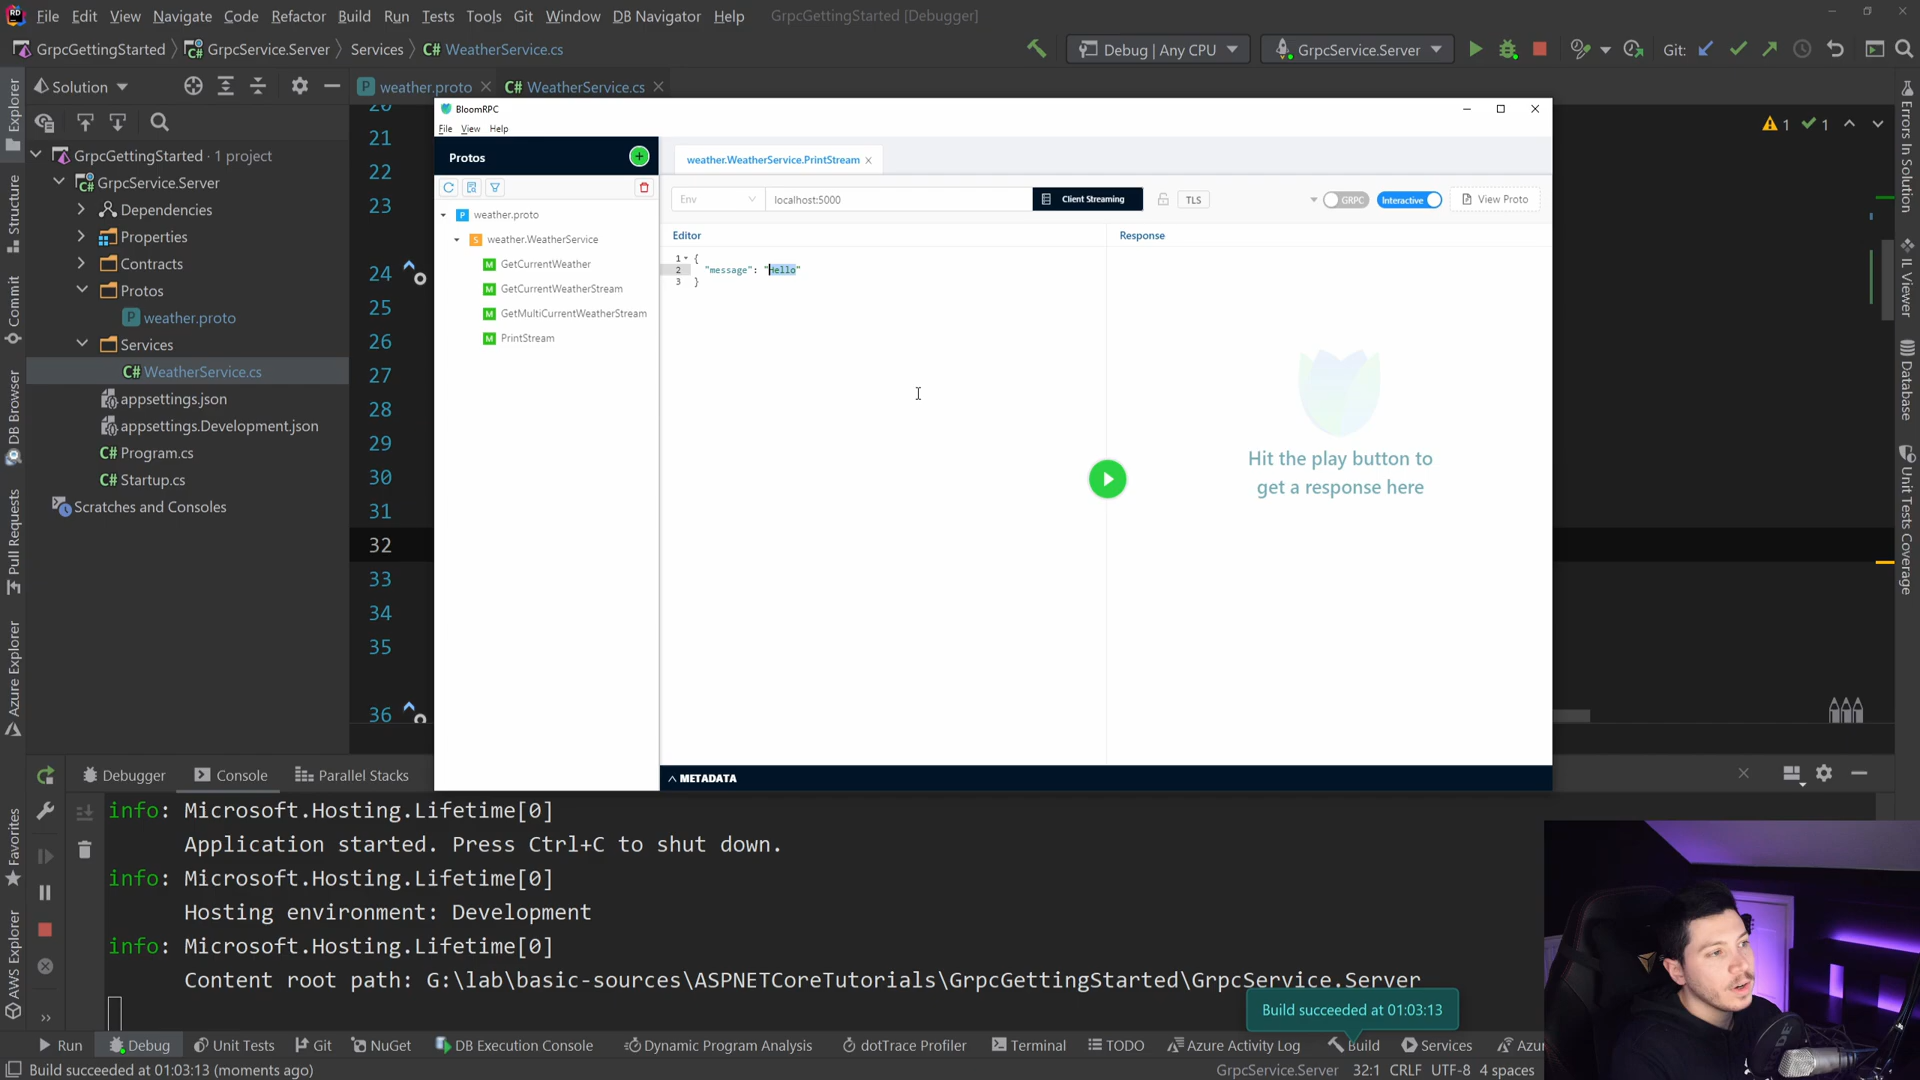 File Edit View Navigate Code Refactor Build Run Tests Tools Git Window DB Navigator Help GrpcGettingStarted [Debugger]
GrpcGettingStarted GrpcService.Server Services C# WeatherService.cs
Debug | Any CPU
GrpcService.Server
Git:
Solution
weather.proto
C# WeatherService.cs
GrpcGettingStarted · 1 project
GrpcService.Server
Dependencies
Properties
Contracts
Protos
weather.proto
Services
C# WeatherService.cs
appsettings.json
appsettings.Development.json
C# Program.cs
C# Startup.cs
Scratches and Consoles
Explorer
Structure
Commit
DB Browser
Pull Requests
Azure Explorer
Favorites
AWS Explorer
20
21
22
23
24
25
26
27
28
29
30
31
32
33
34
35
36
1 1
Errors In Solution
IL Viewer
Database
Unit Tests Coverage
BloomRPC
File View Help
Protos
weather.proto
weather.WeatherService
GetCurrentWeather
GetCurrentWeatherStream
GetMultiCurrentWeatherStream
PrintStream
weather.WeatherService.PrintStream
Env
localhost:5000
Client Streaming
TLS
GRPC
Interactive
View Proto
Editor
Response
1 {
2 "message": "Hello"
3 }
Hit the play button to
get a response here
METADATA
Debugger Console Parallel Stacks
info: Microsoft.Hosting.Lifetime[0]
Application started. Press Ctrl+C to shut down.
info: Microsoft.Hosting.Lifetime[0]
Hosting environment: Development
info: Microsoft.Hosting.Lifetime[0]
Content root path: G:\lab\basic-sources\ASPNETCoreTutorials\GrpcGettingStarted\GrpcService.Server
Build succeeded at 01:03:13
Run Debug Unit Tests Git NuGet DB Execution Console Dynamic Program Analysis dotTrace Profiler Terminal TODO Azure Activity Log Build Services Azu
Build succeeded at 01:03:13 (moments ago)
GrpcService.Server 32:1 CRLF UTF-8 4 spaces